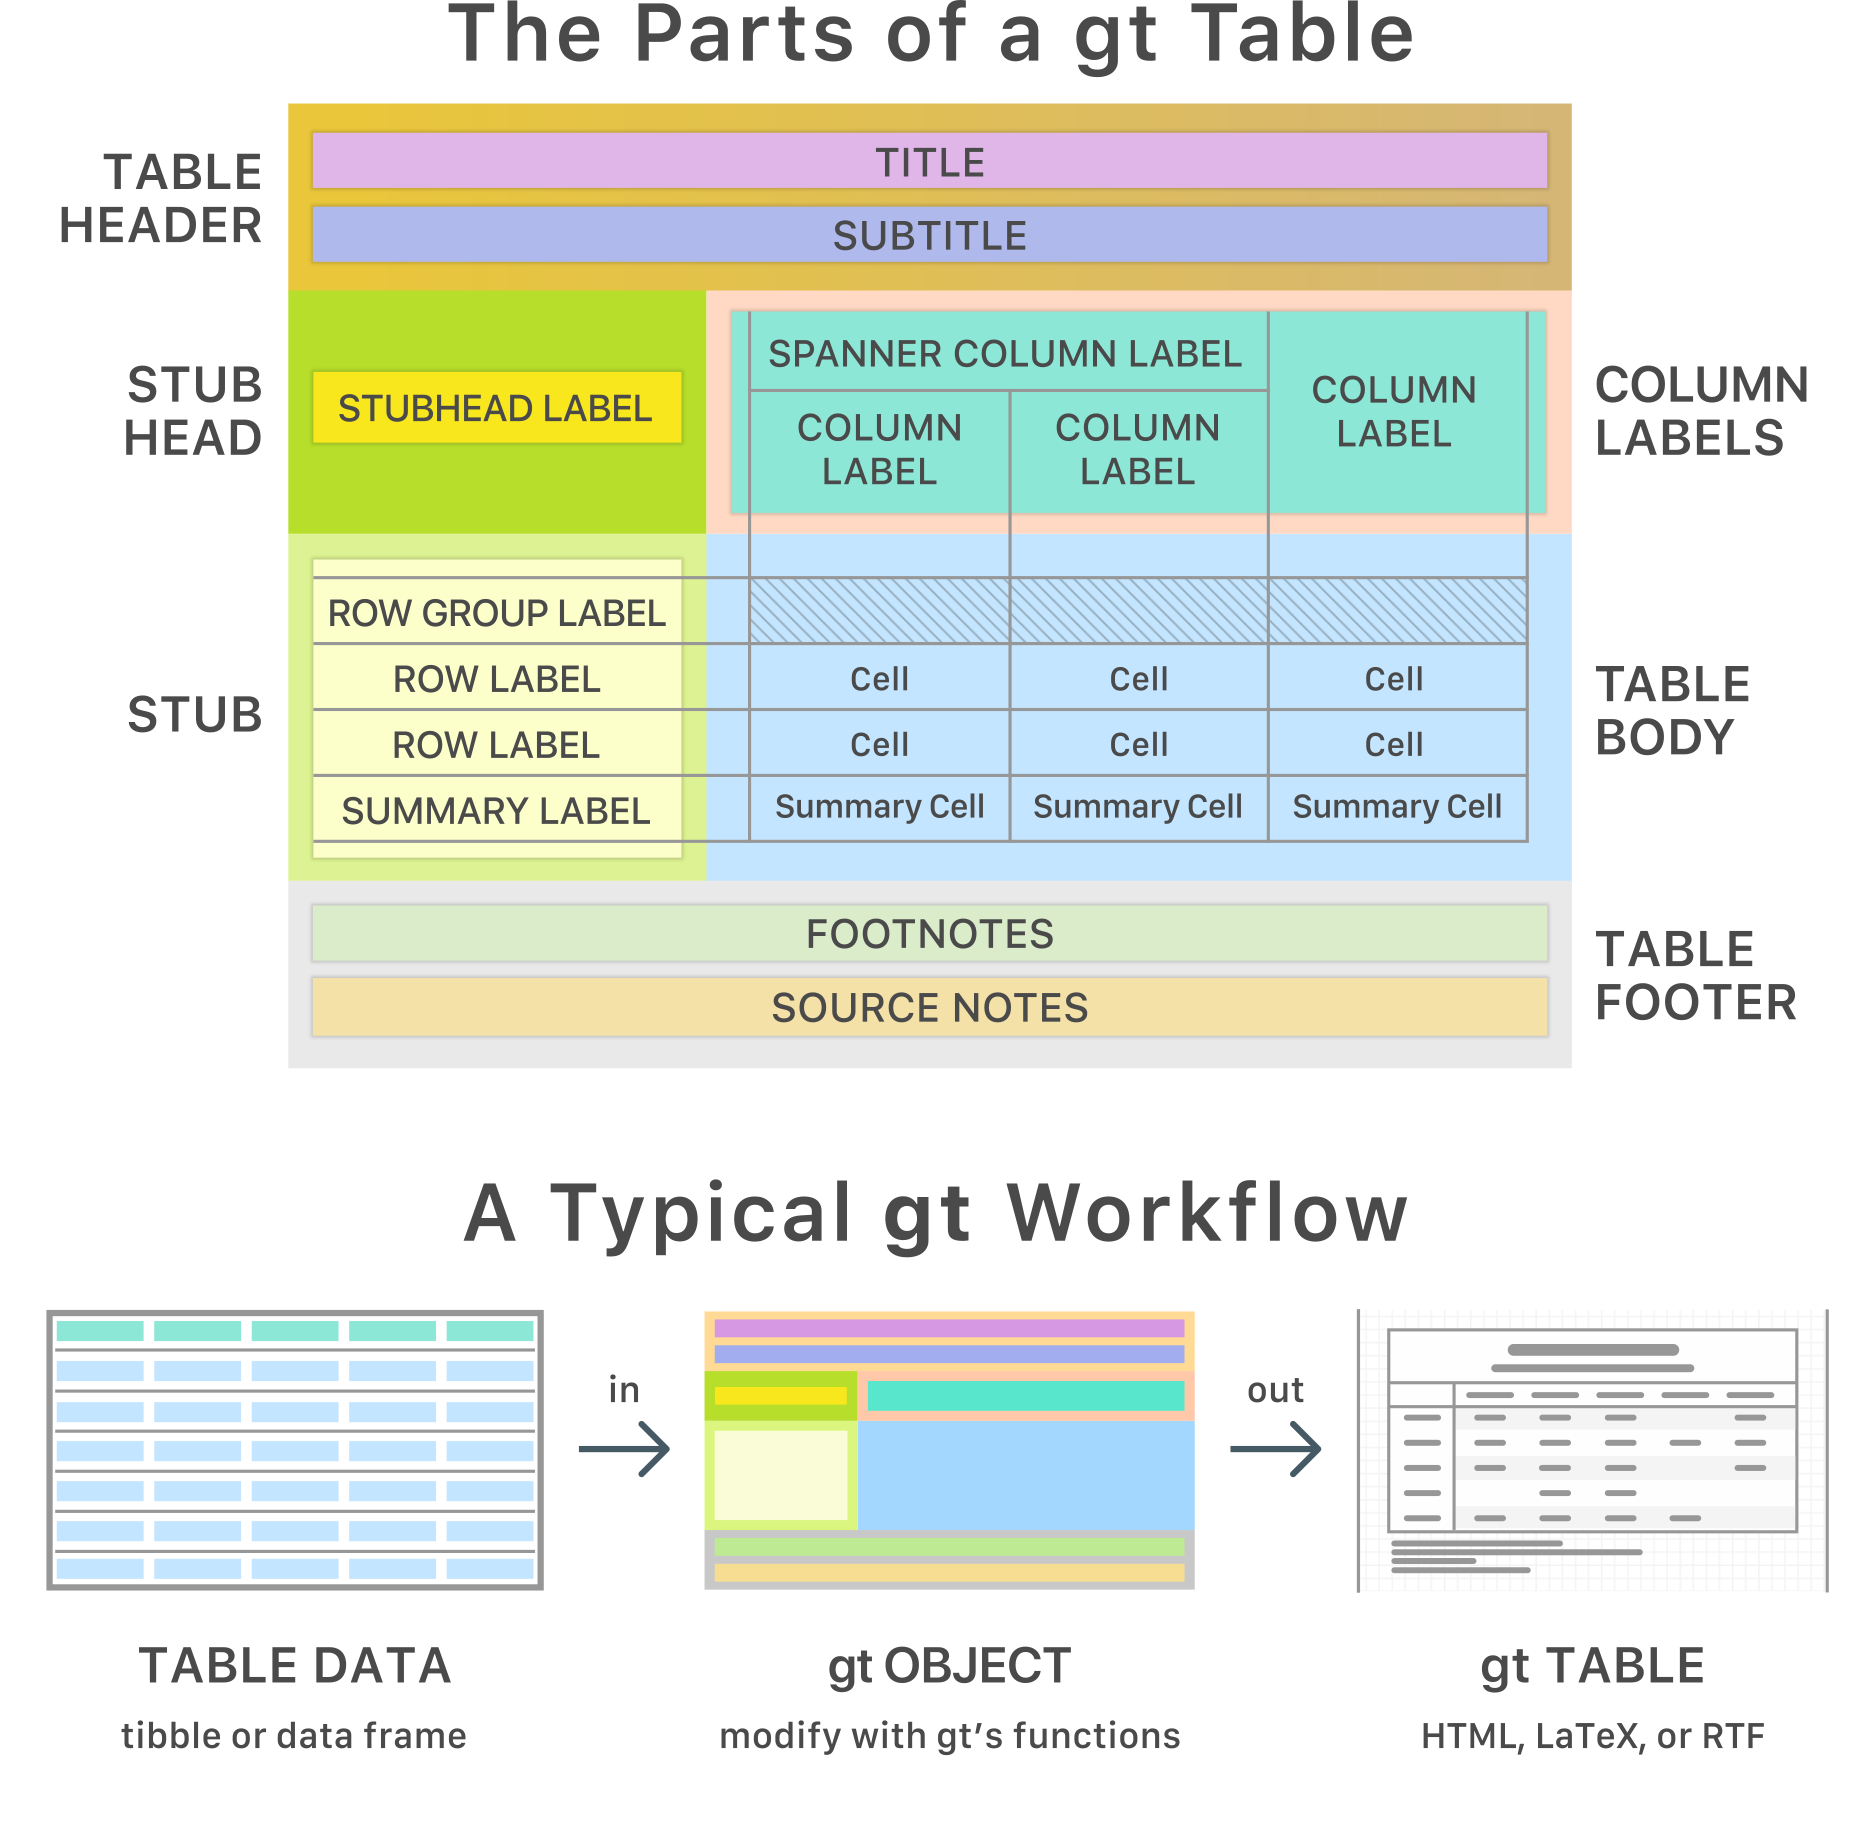 The Parts of a gt Table
TABLE
HEADER
TITLE
SUBTITLE
STUB
HEAD
STUBHEAD LABEL
SPANNER COLUMN LABEL
COLUMN
LABEL
COLUMN
LABEL
COLUMN
LABEL
COLUMN
LABELS
STUB
ROW GROUP LABEL
ROW LABEL Cell Cell Cell
ROW LABEL Cell Cell Cell
SUMMARY LABEL Summary Cell Summary Cell Summary Cell
TABLE
BODY
FOOTNOTES
SOURCE NOTES
TABLE
FOOTER
A Typical gt Workflow
in
out
TABLE DATA
tibble or data frame
gt OBJECT
modify with gt’s functions
gt TABLE
HTML, LaTeX, or RTF